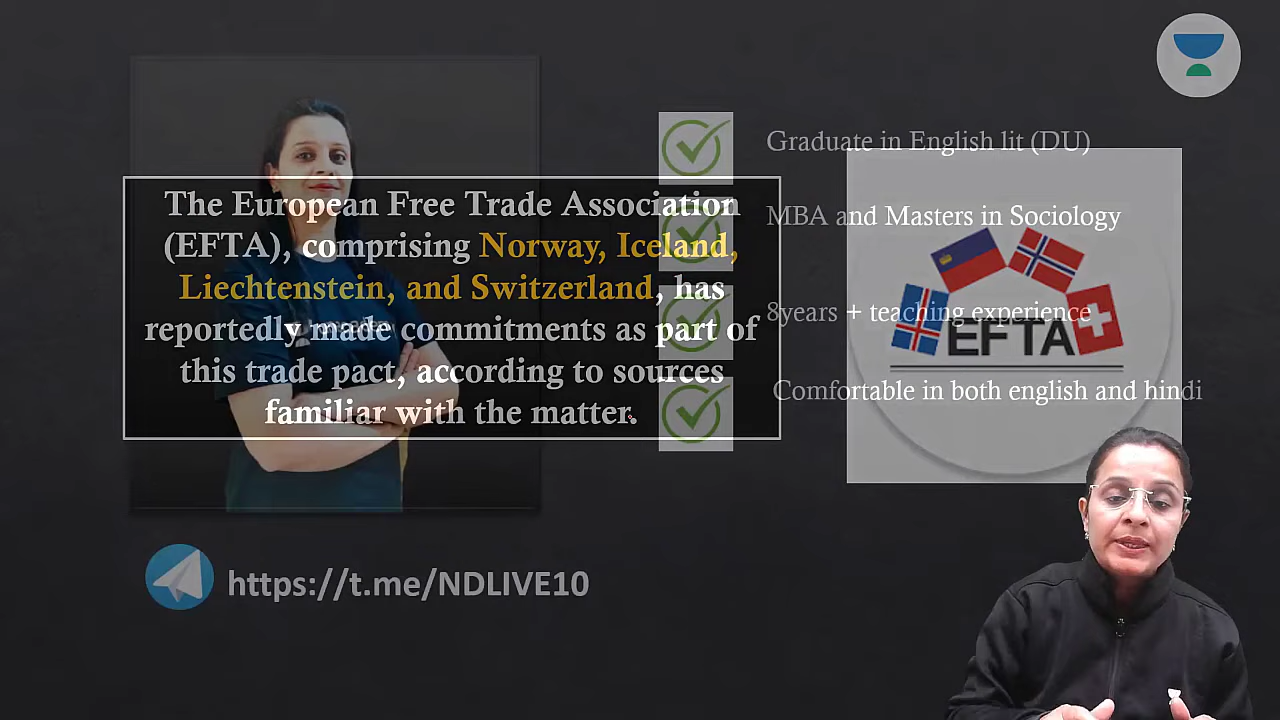 Graduate in English lit (DU)
The European Free Trade Association
(EFTA), comprising Norway, Iceland,
Liechtenstein, and Switzerland, has
reportedly made commitments as part of
this trade pact, according to sources
familiar with the matter.
MBA and Masters in Sociology
8years + teaching experience
EFTA
Comfortable in both english and hindi
https://t.me/NDLIVE10